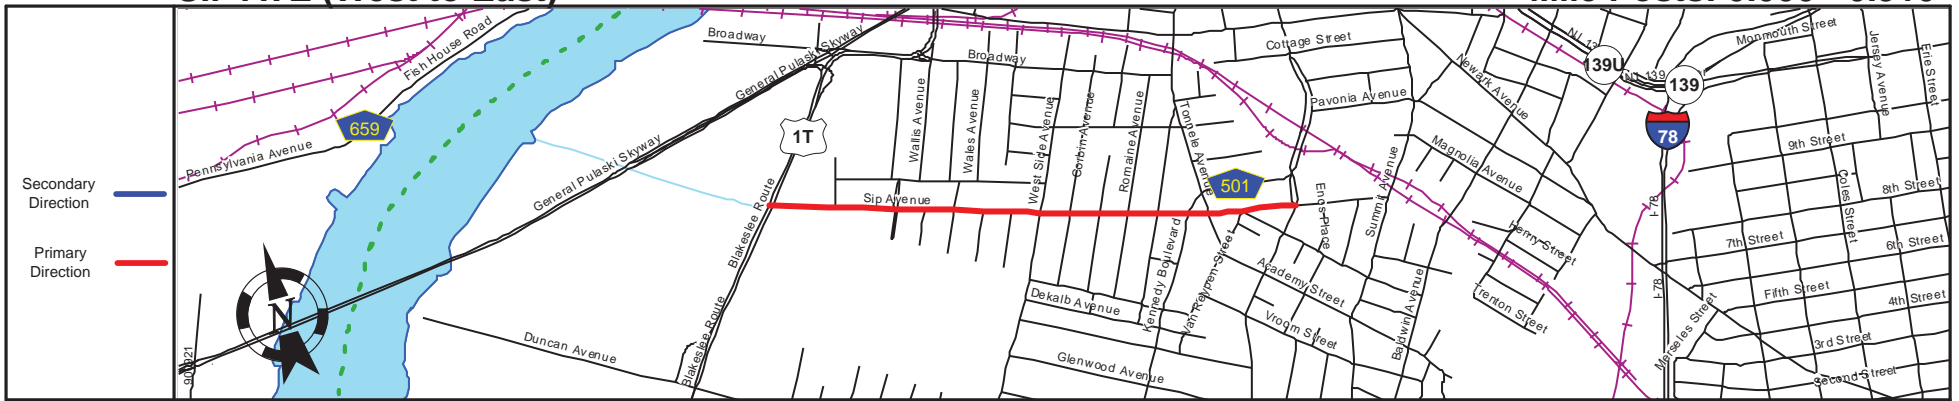 Secondary
Direction
Primary
Direction
Fish House Road
659
Pennsylvania Avenue
General Pulaski Skyway
General Pulaski Skyway
Broadway
Broadway
1T
Wallis Avenue
Wales Avenue
West Side Avenue
Corbin Avenue
Romaine Avenue
Tonnele Avenue
501
Sip Avenue
Blakeslee Route
Blakeslee Route
Duncan Avenue
N
Cottage Street
Pavonia Avenue
Newark Avenue
Magnolia Avenue
Summit Avenue
Enos Place
Henry Street
Trenton Street
Baldwin Avenue
Academy Street
Vroom Street
Van Reypen Street
Kennedy Boulevard
Dekalb Avenue
Glenwood Avenue
139U
NJ 139
139
Monmouth Street
Jersey Avenue
Erie Street
78
I-78
I-78
9th Street
8th Street
Coles Street
7th Street
6th Street
Fifth Street
4th Street
3rd Street
Second Street
Merseles Street